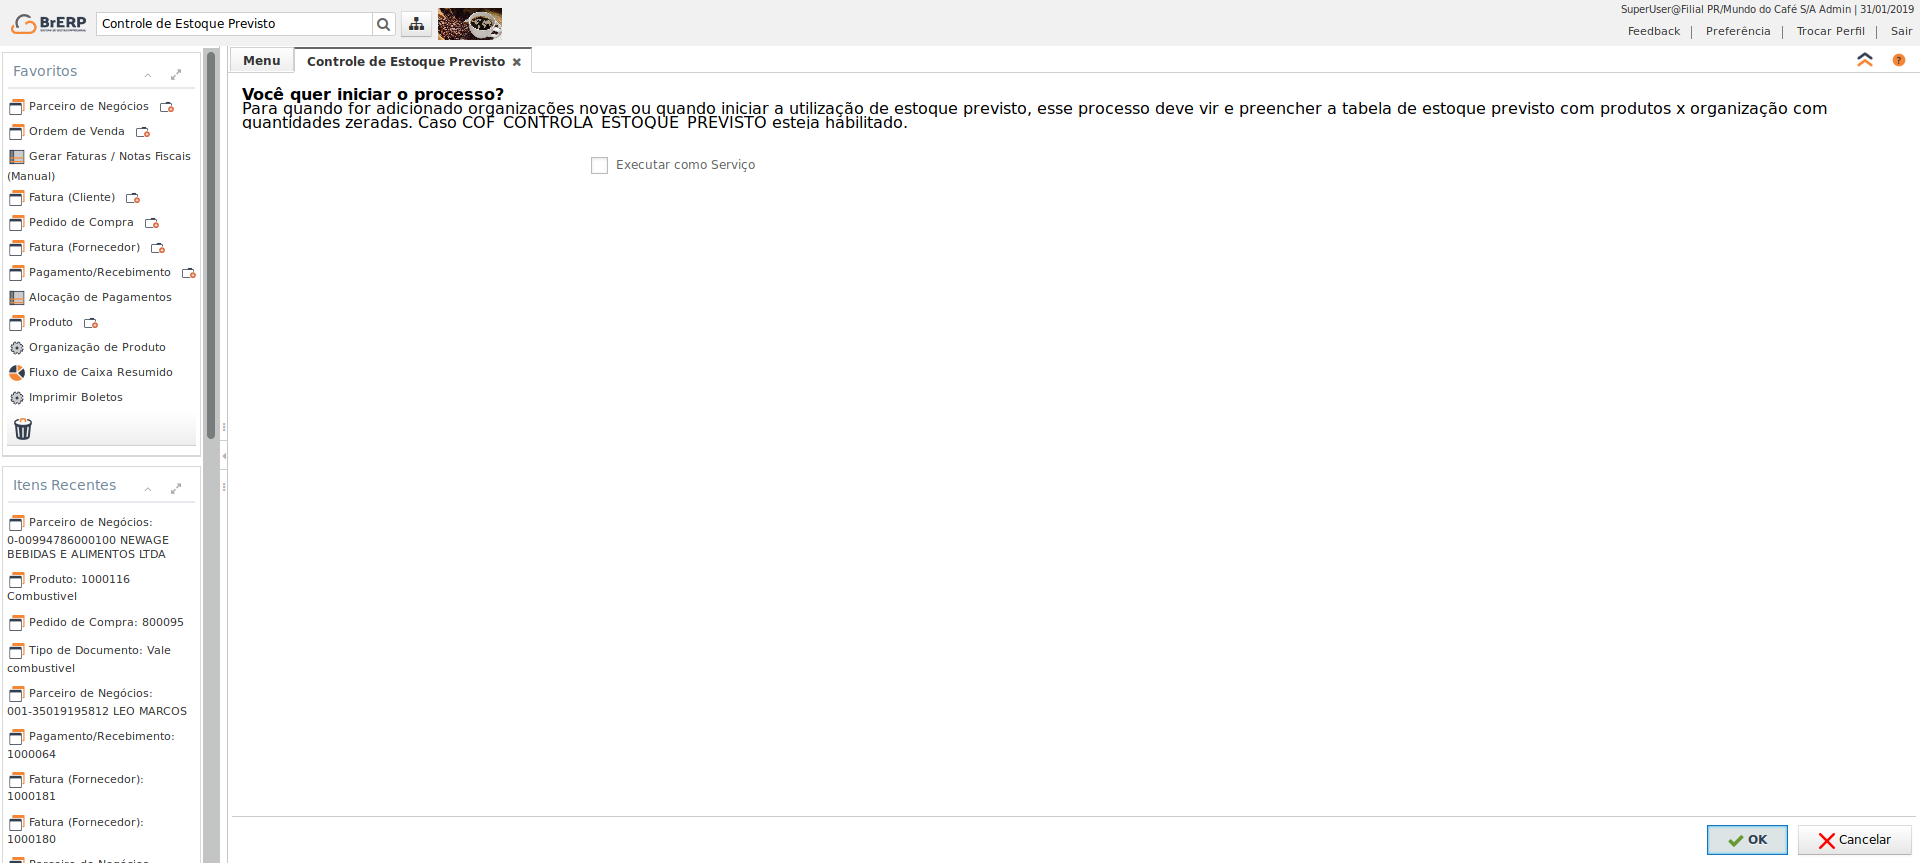 BrERP
Controle de Estoque Previsto
SuperUser@Filial PR/Mundo do Café S/A Admin | 31/01/2019
Feedback | Preferência | Trocar Perfil | Sair
Favoritos
Parceiro de Negócios
Ordem de Venda
Gerar Faturas / Notas Fiscais
(Manual)
Fatura (Cliente)
Pedido de Compra
Fatura (Fornecedor)
Pagamento/Recebimento
Alocação de Pagamentos
Produto
Organização de Produto
Fluxo de Caixa Resumido
Imprimir Boletos
Itens Recentes
Parceiro de Negócios:
0-00994786000100 NEWAGE
BEBIDAS E ALIMENTOS LTDA
Produto: 1000116
Combustivel
Pedido de Compra: 800095
Tipo de Documento: Vale
combustivel
Parceiro de Negócios:
001-35019195812 LEO MARCOS
Pagamento/Recebimento:
1000064
Fatura (Fornecedor):
1000181
Fatura (Fornecedor):
1000180
Parceiro de Negócios
Menu
Controle de Estoque Previsto
Você quer iniciar o processo?
Para quando for adicionado organizações novas ou quando iniciar a utilização de estoque previsto, esse processo deve vir e preencher a tabela de estoque previsto com produtos x organização com
quantidades zeradas. Caso COF_CONTROLA_ESTOQUE_PREVISTO esteja habilitado.
Executar como Serviço
OK
Cancelar